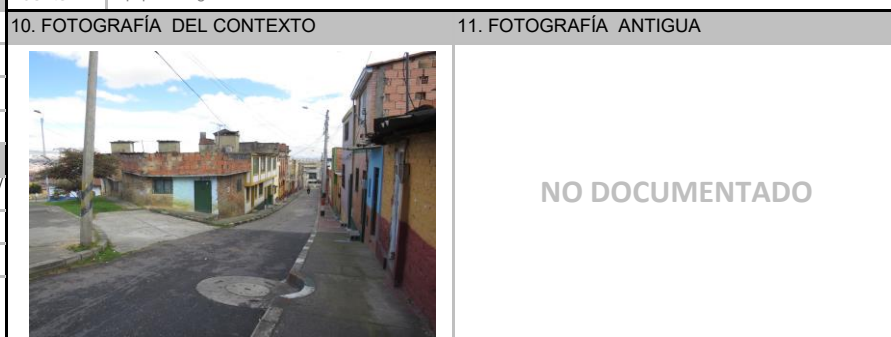 10. FOTOGRAFÍA DEL CONTEXTO
11. FOTOGRAFÍA ANTIGUA
NO DOCUMENTADO